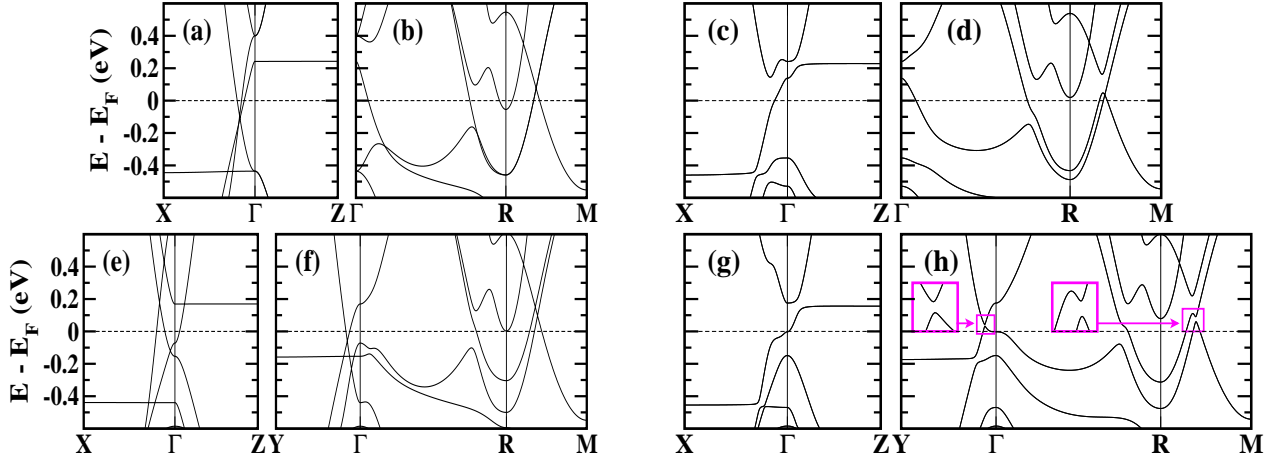 (a) (b) (c) (d)
E - E_F (eV)
0.4
0.2
0
-0.2
-0.4
X Γ Z Γ R M X Γ Z Γ R M
(e) (f) (g) (h)
E - E_F (eV)
0.4
0.2
0
-0.2
-0.4
X Γ Z Y Γ R M X Γ Z Y Γ R M